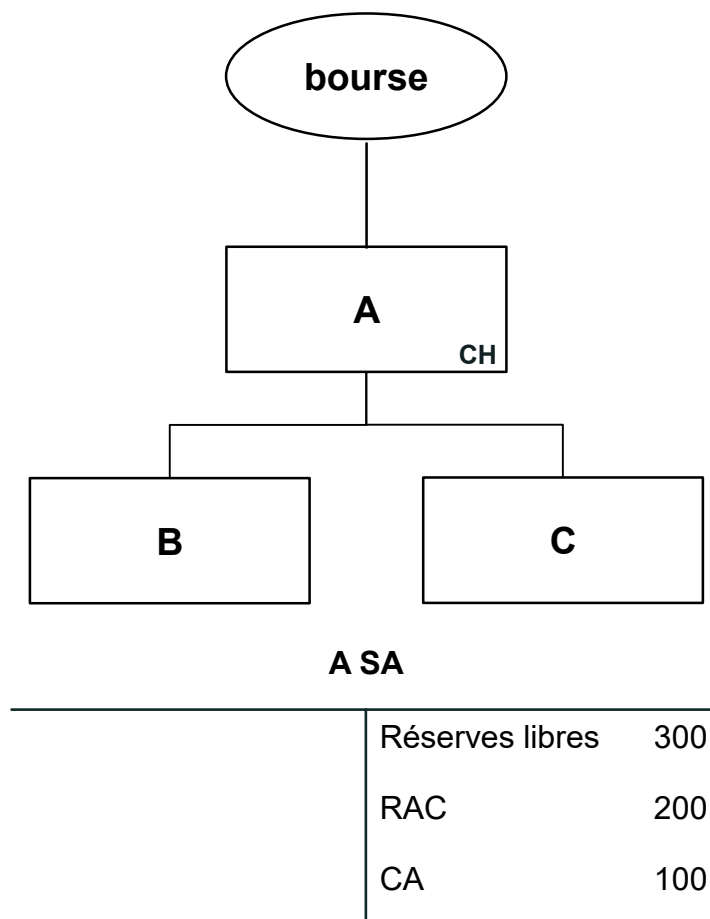 bourse
A
CH
B
C
A SA
Réserves libres 300
RAC 200
CA 100